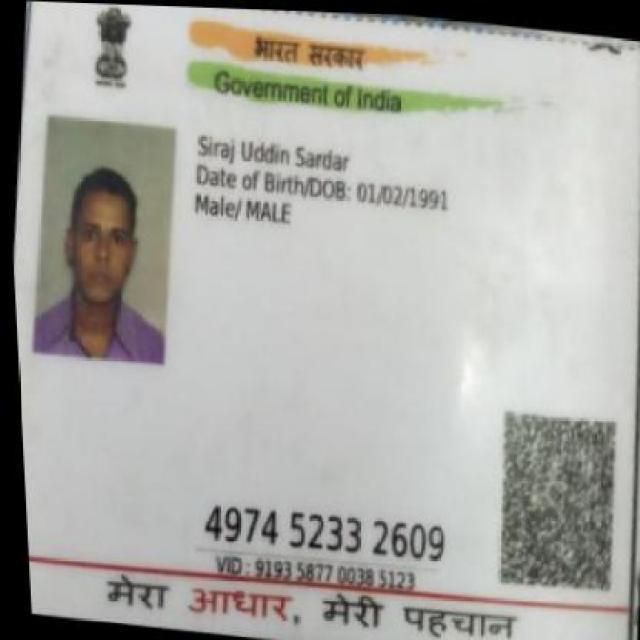 भारत सरकार
Government of India
Siraj Uddin Sardar
Date of Birth/DOB: 01/02/1991
Male/ MALE
4974 5233 2609
VID : 9193 5877 0038 5123
मेरा आधार, मेरी पहचान